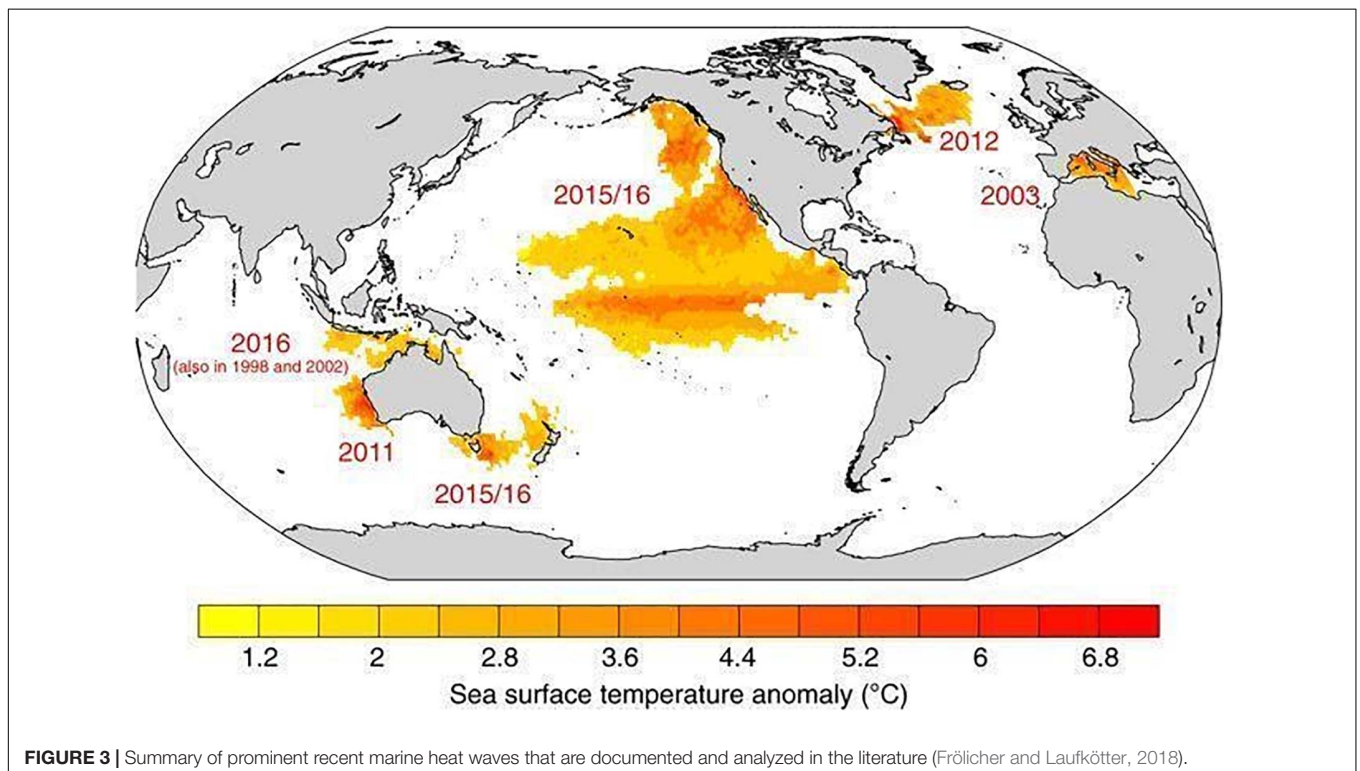 2012
2015/16
2003
2016
(also in 1998 and 2002)
2011
2015/16
1.2 2 2.8 3.6 4.4 5.2 6 6.8
Sea surface temperature anomaly (°C)
FIGURE 3 | Summary of prominent recent marine heat waves that are documented and analyzed in the literature (Frölicher and Laufkötter, 2018).